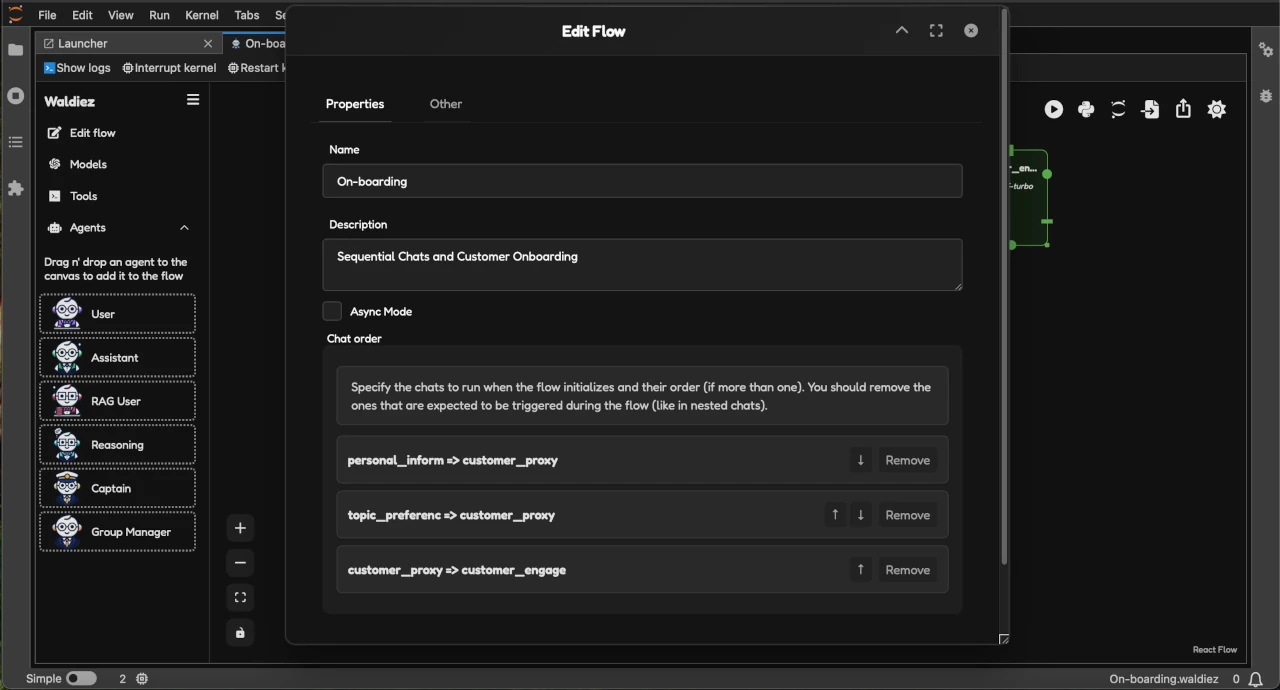 File Edit View Run Kernel Tabs Se
Edit Flow
Launcher
On-boa
Show logs Interrupt kernel Restart k
Waldiez
Edit flow
Models
Tools
Agents
Drag n' drop an agent to the
canvas to add it to the flow
User
Assistant
RAG User
Reasoning
Captain
Group Manager
Properties Other
Name
On-boarding
Description
Sequential Chats and Customer Onboarding
Async Mode
Chat order
Specify the chats to run when the flow initializes and their order (if more than one). You should remove the
ones that are expected to be triggered during the flow (like in nested chats).
personal_inform => customer_proxy ↓ Remove
topic_preferenc => customer_proxy ↑ ↓ Remove
customer_proxy => customer_engage ↑ Remove
r_en...
-turbo
React Flow
Simple 2 On-boarding.waldiez 0